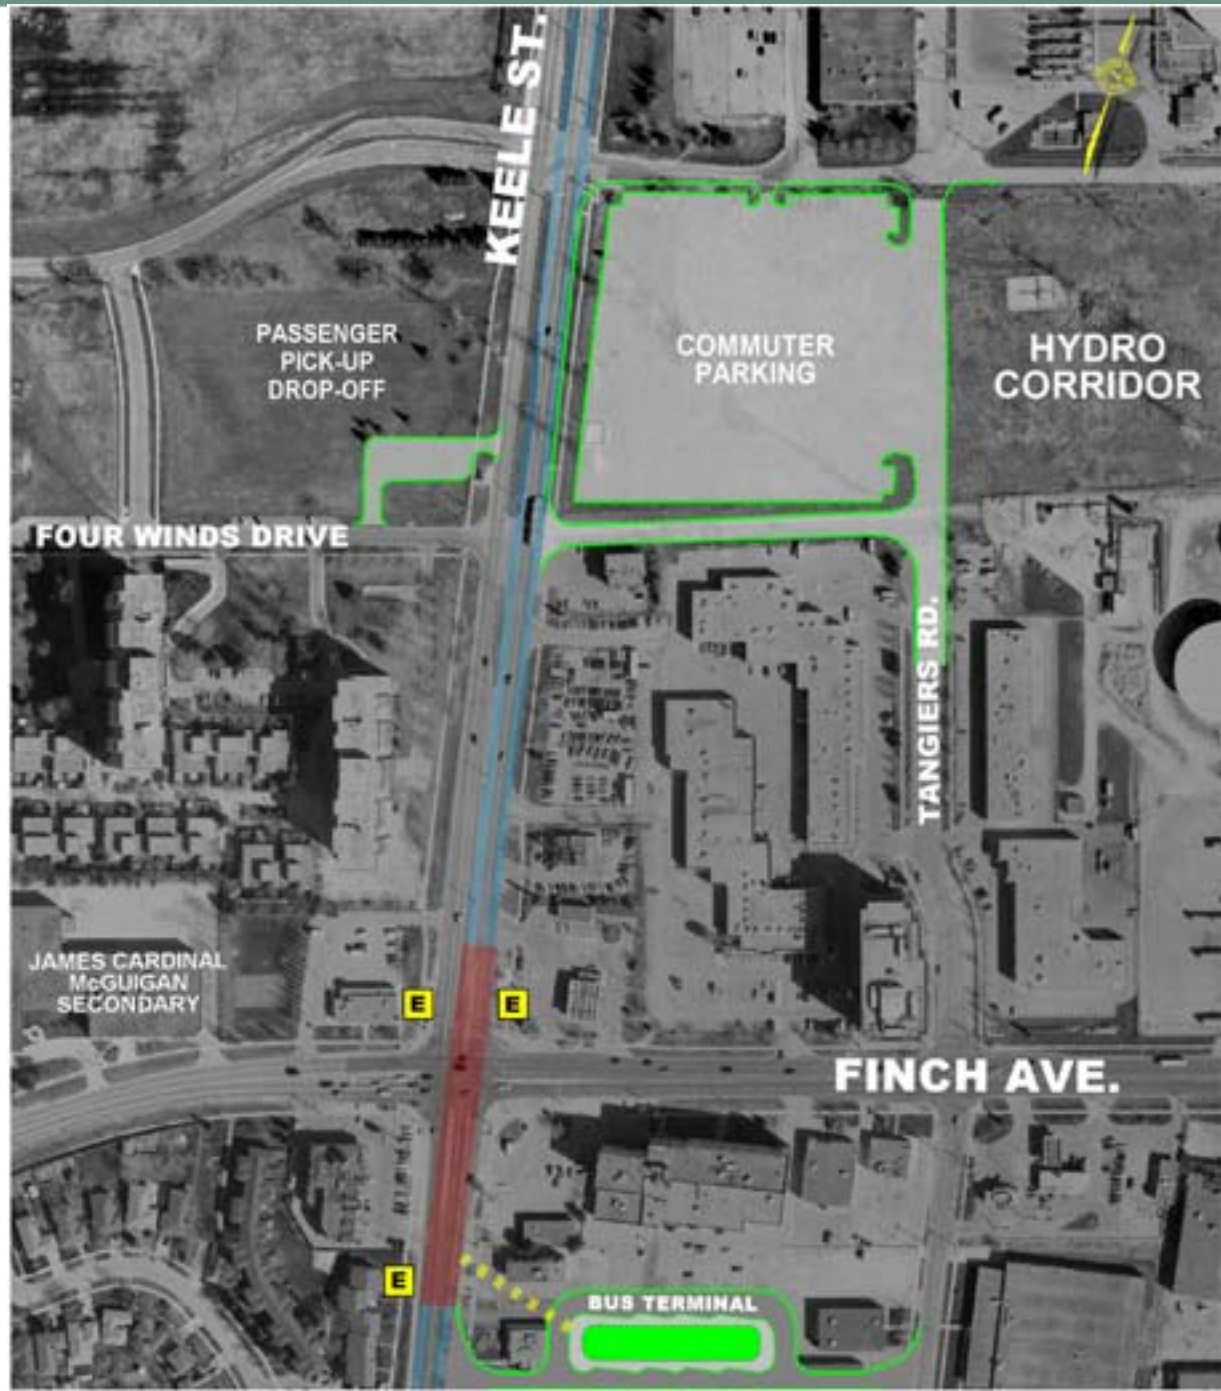 KEELE ST.
PASSENGER
PICK-UP
DROP-OFF
COMMUTER
PARKING
HYDRO
CORRIDOR
FOUR WINDS DRIVE
TANGIERS RD.
JAMES CARDINAL
McGUIGAN
SECONDARY
E
E
FINCH AVE.
E
BUS TERMINAL